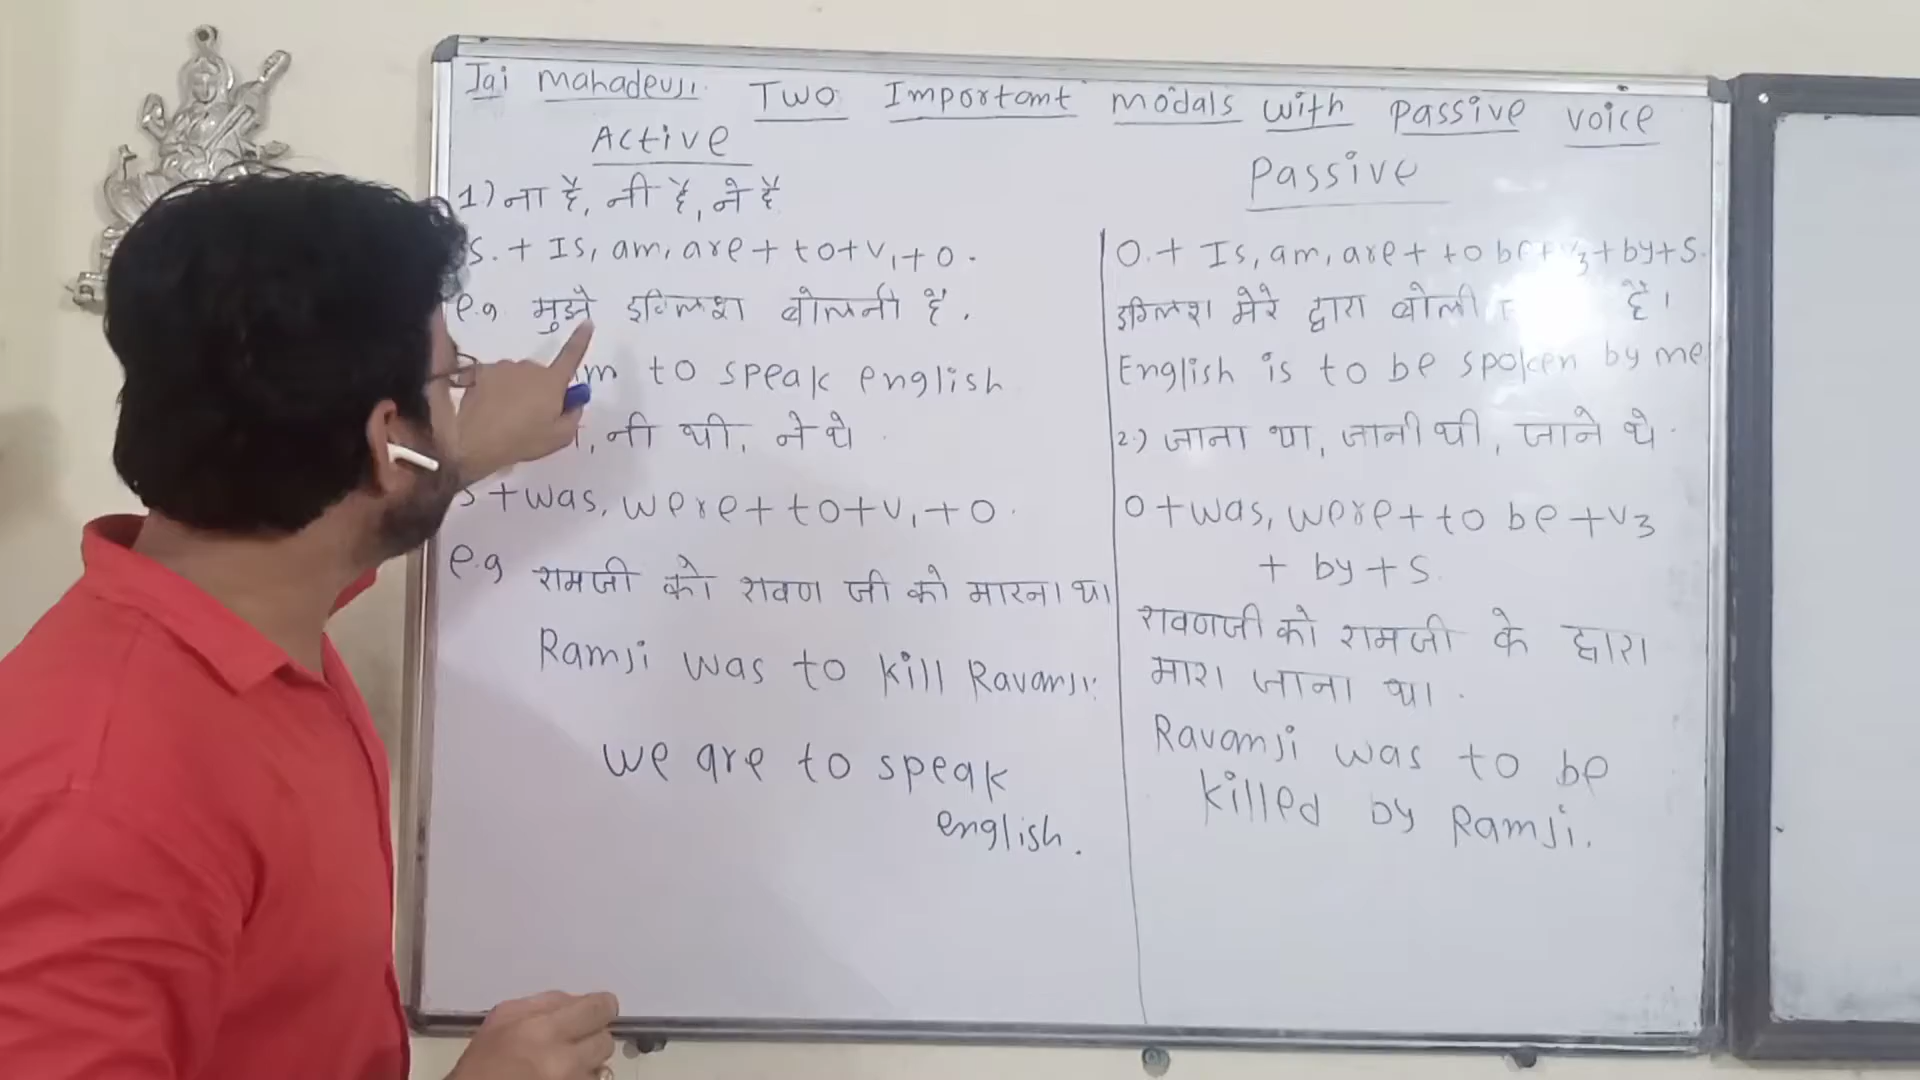 Jai mahadevji. Two Important modals with Passive voice
Active
1) ना है, नी है, ने है
S. + Is, am, are + to + V1 + O.
e.g मुझे इंग्लिश बोलनी है.
am to speak english
, नी थी, ने थे
S + was, were + to + V1 + O.
e.g रामजी को रावण जी को मारना था
Ramji was to kill Ravanji.
we are to speak
english.
Passive
O. + Is, am, are + to be + V3 + by + S.
इंग्लिश मेरे द्वारा बोली है।
English is to be spoken by me
2.) जाना था, जानी थी, जाने थे.
O + was, were + to be + V3
+ by + S.
रावणजी को रामजी के द्वारा
मारा जाना था.
Ravanji was to be
killed by Ramji.